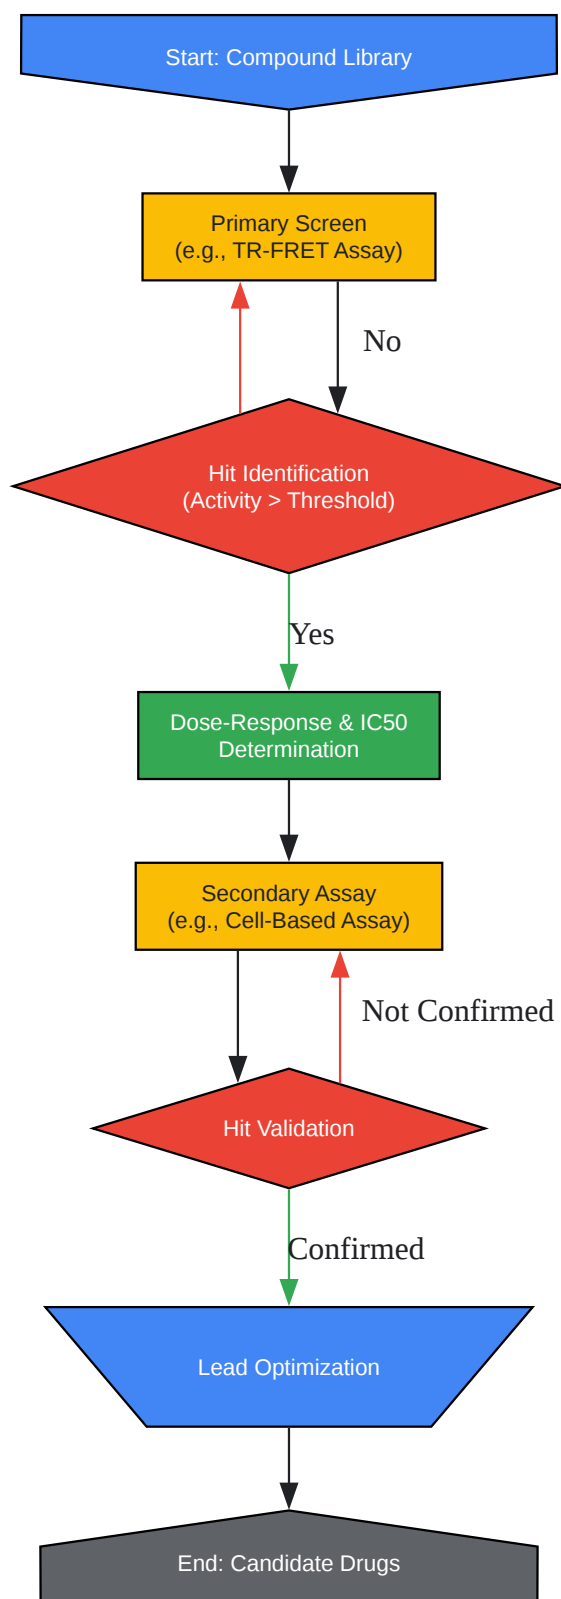 Start: Compound Library
Primary Screen
(e.g., TR-FRET Assay)
No
Hit Identification
(Activity > Threshold)
Yes
Dose-Response & IC50
Determination
Secondary Assay
(e.g., Cell-Based Assay)
Not Confirmed
Hit Validation
Confirmed
Lead Optimization
End: Candidate Drugs